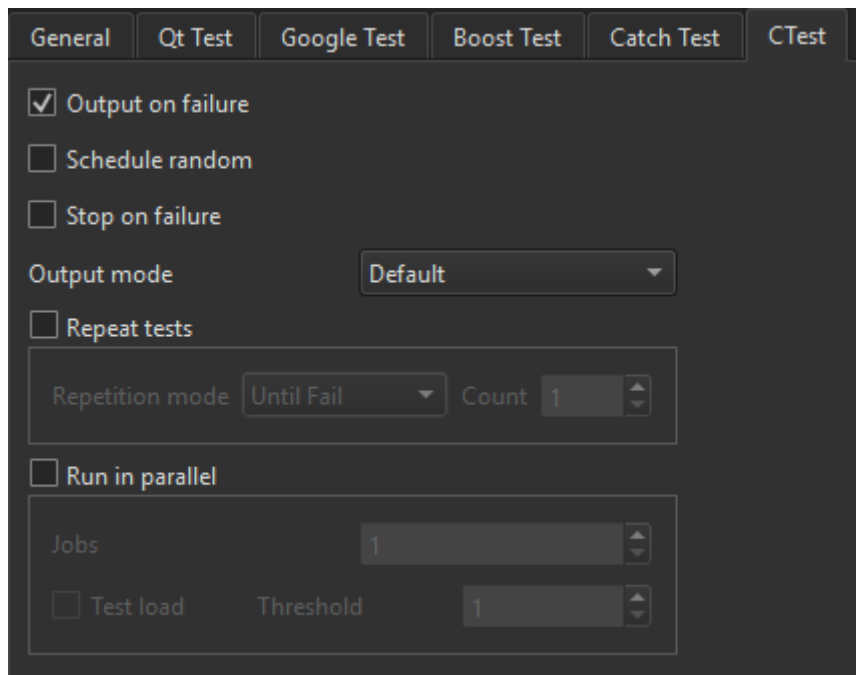 General Qt Test Google Test Boost Test Catch Test CTest
Output on failure
Schedule random
Stop on failure
Output mode Default
Repeat tests
Repetition mode Until Fail Count 1
Run in parallel
Jobs 1
Test load Threshold 1